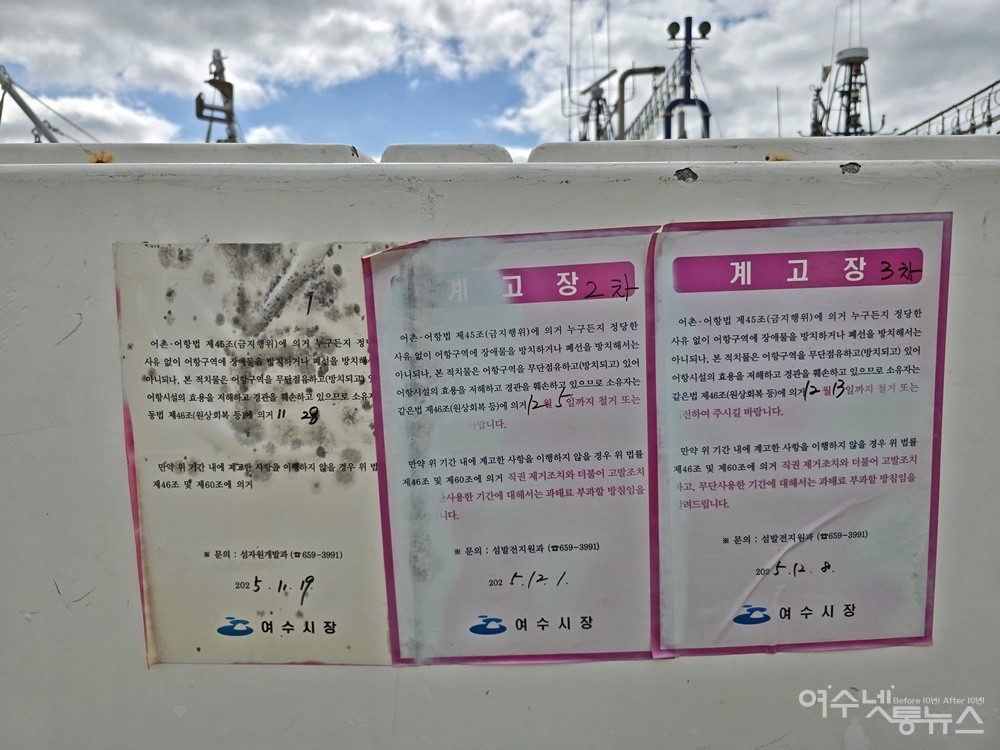 1
어촌·어항법 제45조(금지행위)에 의거 누구든지
사유 없이 어항구역에 장애물을 방치하거나 폐선을 방치
아니되나, 본 적치물은 어항구역을 무단점유하고(방치되고)
어항시설의 효용을 저해하고 경관을 훼손하고 있으므로 소유자
동법 제46조(원상회복 등)에 의거 11 28
만약 위 기간 내에 계고한 사항을 이행하지 않을 경우 위 법
제46조 및 제60조에 의거
※ 문의 : 섬자원개발과 (☎659-3991)
2025. 11. 19.
여수시장
계고장 2차
어촌·어항법 제45조(금지행위)에 의거 누구든지 정당한
사유 없이 어항구역에 장애물을 방치하거나 폐선을 방치해서는
아니되나, 본 적치물은 어항구역을 무단점유하고(방치되고) 있어
어항시설의 효용을 저해하고 경관을 훼손하고 있으므로 소유자는
같은법 제46조(원상회복 등)에 의거 12월 5일까지 철거 또는
바랍니다.
만약 위 기간 내에 계고한 사항을 이행하지 않을 경우 위 법률
제46조 및 제60조에 의거 직권 제거조치와 더불어 고발조치
단사용한 기간에 대해서는 과태료 부과할 방침임을
니다.
※ 문의 : 섬발전지원과 (☎659-3991)
2025. 12. 1.
여수시장
계고장 3차
어촌·어항법 제45조(금지행위)에 의거 누구든지 정당한
사유 없이 어항구역에 장애물을 방치하거나 폐선을 방치해서는
아니되나, 본 적치물은 어항구역을 무단점유하고(방치되고) 있어
어항시설의 효용을 저해하고 경관을 훼손하고 있으므로 소유자는
같은법 제46조(원상회복 등)에 의거 12월 13일까지 철거 또는
전하여 주시길 바랍니다.
만약 위 기간 내에 계고한 사항을 이행하지 않을 경우 위 법률
제46조 및 제60조에 의거 직권 제거조치와 더불어 고발조치
하고, 무단사용한 기간에 대해서는 과태료 부과할 방침임을
알려드립니다.
※ 문의 : 섬발전지원과 (☎659-3991)
2025. 12. 8.
여수시장
여수넷통뉴스
Before 10년! After 10년!